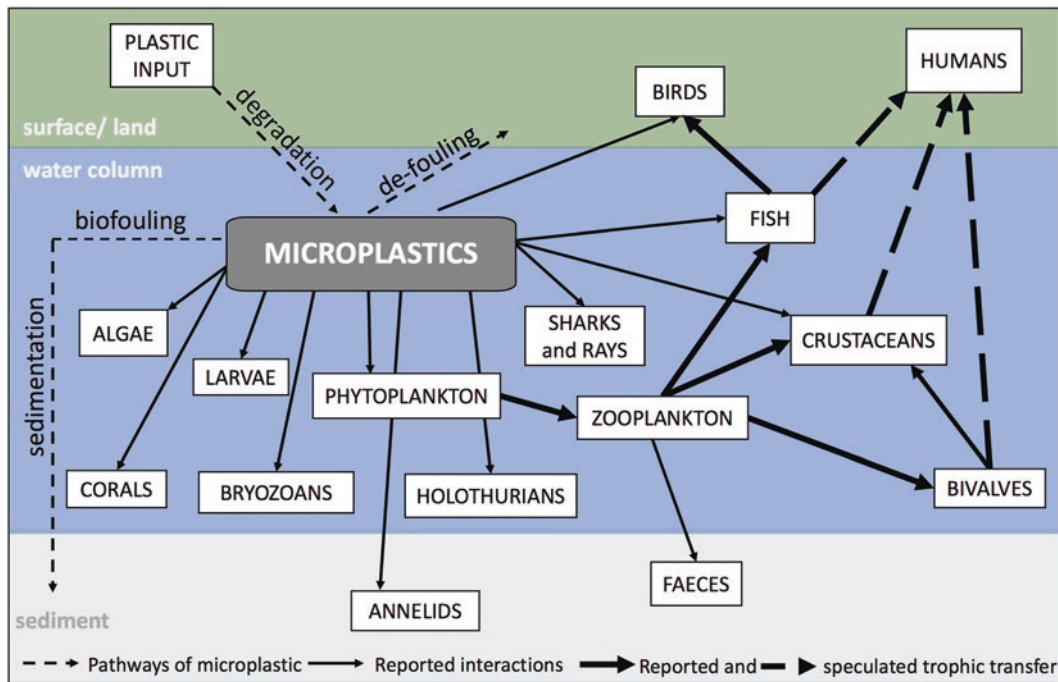 PLASTIC
INPUT
HUMANS
BIRDS
degradation
de-fouling
surface/ land
water column
biofouling
FISH
MICROPLASTICS
sedimentation
ALGAE
SHARKS
and RAYS
CRUSTACEANS
LARVAE
PHYTOPLANKTON
ZOOPLANKTON
CORALS
BRYOZOANS
HOLOTHURIANS
BIVALVES
FAECES
ANNELIDS
sediment
Pathways of microplastic
Reported interactions
Reported and
speculated trophic transfer